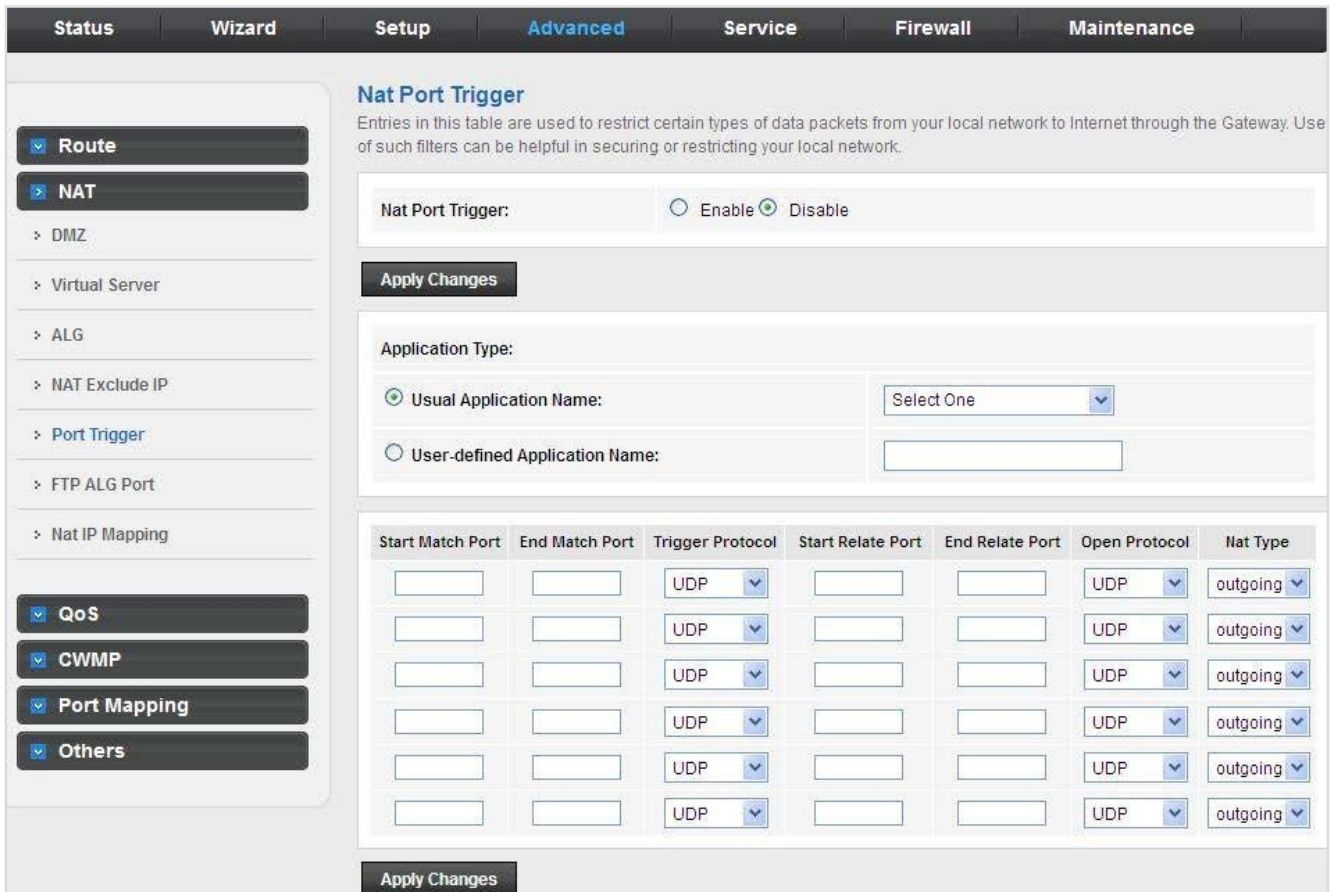 Status Wizard Setup Advanced Service Firewall Maintenance
Route
NAT
DMZ
Virtual Server
ALG
NAT Exclude IP
Port Trigger
FTP ALG Port
Nat IP Mapping
QoS
CWMP
Port Mapping
Others
Nat Port Trigger
Entries in this table are used to restrict certain types of data packets from your local network to Internet through the Gateway. Use
of such filters can be helpful in securing or restricting your local network.
Nat Port Trigger: Enable Disable
Apply Changes
Application Type:
Usual Application Name: Select One
User-defined Application Name:
Start Match Port End Match Port Trigger Protocol Start Relate Port End Relate Port Open Protocol Nat Type
UDP UDP outgoing
UDP UDP outgoing
UDP UDP outgoing
UDP UDP outgoing
UDP UDP outgoing
UDP UDP outgoing
Apply Changes